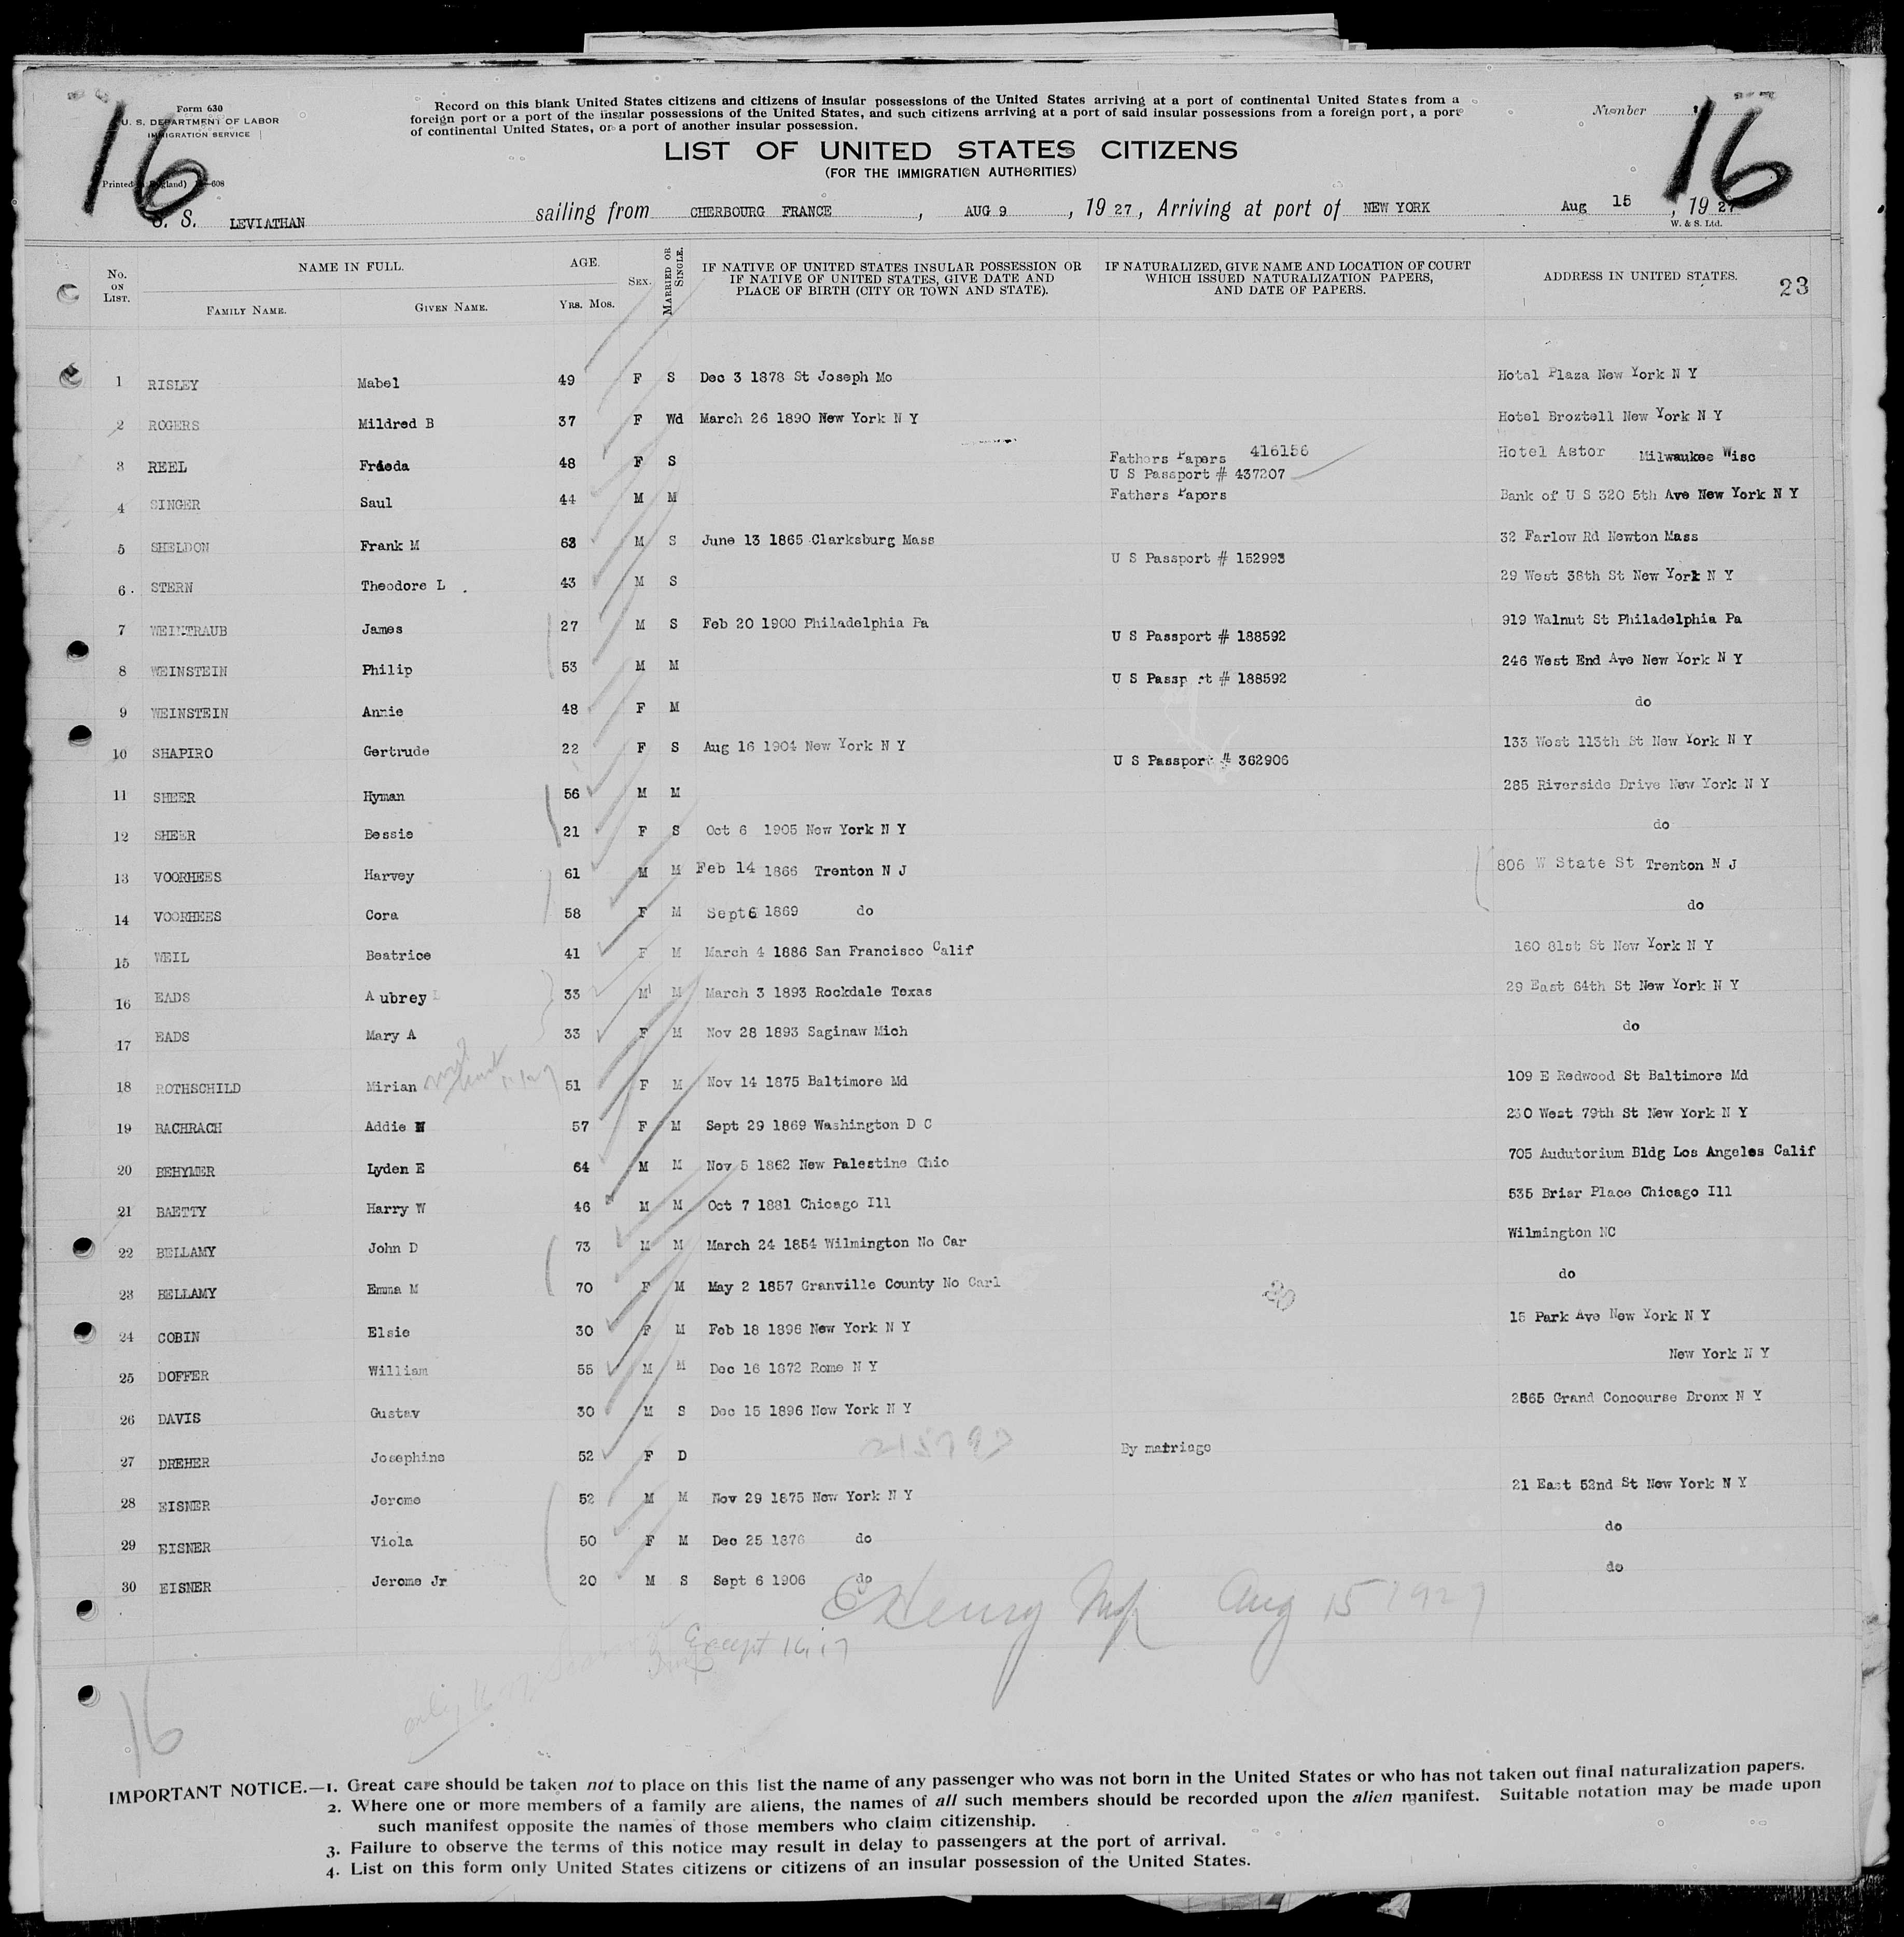 16
Form 630
U. S. DEPARTMENT OF LABOR
IMMIGRATION SERVICE
Record on this blank United States citizens and citizens of insular possessions of the United States arriving at a port of continental United States from a
foreign port or a port of the insular possessions of the United States, and such citizens arriving at a port of said insular possessions from a foreign port, a port
of continental United States, or a port of another insular possession.
Number
16
LIST OF UNITED STATES CITIZENS
(FOR THE IMMIGRATION AUTHORITIES)
S. S. LEVIATHAN sailing from CHERBOURG FRANCE, AUG 9, 1927, Arriving at port of NEW YORK Aug 15, 1927
W. & S. Ltd.
No. ON LIST. NAME IN FULL. FAMILY NAME. GIVEN NAME. AGE. Yrs. Mos. SEX. MARRIED OR SINGLE. IF NATIVE OF UNITED STATES INSULAR POSSESSION OR IF NATIVE OF UNITED STATES, GIVE DATE AND PLACE OF BIRTH (CITY OR TOWN AND STATE). IF NATURALIZED, GIVE NAME AND LOCATION OF COURT WHICH ISSUED NATURALIZATION PAPERS, AND DATE OF PAPERS. ADDRESS IN UNITED STATES. 23
1 RISLEY Mabel 49 F S Dec 3 1878 St Joseph Mo Hotel Plaza New York N Y
2 ROGERS Mildred B 37 F Wd March 26 1890 New York N Y Hotel Broztell New York N Y
3 REEL Frieda 48 F S Fathers Papers 416156 Hotel Astor Milwaukee Wisc
U S Passport # 437207
4 SINGER Saul 44 M M Fathers Papers Bank of U S 320 5th Ave New York N Y
5 SHELDON Frank M 63 M S June 13 1865 Clarksburg Mass 32 Farlow Rd Newton Mass
U S Passport # 152993
6. STERN Theodore L 43 M S 29 West 38th St New York N Y
7 WEINTRAUB James 27 M S Feb 20 1900 Philadelphia Pa 919 Walnut St Philadelphia Pa
U S Passport # 188592
8 WEINSTEIN Philip 53 M M 246 West End Ave New York N Y
U S Passp rt # 188592
9 WEINSTEIN Annie 48 F M do
10 SHAPIRO Gertrude 22 F S Aug 16 1904 New York N Y 133 West 113th St New York N Y
U S Passport # 362906
11 SHEER Hyman 56 M M 285 Riverside Drive New York N Y
12 SHEER Bessie 21 F S Oct 6 1905 New York N Y do
13 VOORHEES Harvey 61 M M Feb 14 1866 Trenton N J 806 W State St Trenton N J
14 VOORHEES Cora 58 F M Sept 6 1869 do do
15 WEIL Beatrice 41 F M March 4 1886 San Francisco Calif 160 81st St New York N Y
16 EADS Aubrey L 33 M M March 3 1893 Rockdale Texas 29 East 64th St New York N Y
17 EADS Mary A 33 F M Nov 28 1893 Saginaw Mich do
18 ROTHSCHILD Mirian 51 F M Nov 14 1875 Baltimore Md 109 E Redwood St Baltimore Md
19 BACHRACH Addie N 57 F M Sept 29 1869 Washington D C 230 West 79th St New York N Y
20 BEHYMER Lyden E 64 M M Nov 5 1862 New Palestine Ohio 705 Audutorium Bldg Los Angeles Calif
21 BAETTY Harry W 46 M M Oct 7 1881 Chicago Ill 535 Briar Place Chicago Ill
22 BELLAMY John D 73 M M March 24 1854 Wilmington No Car Wilmington NC
23 BELLAMY Emma M 70 F M May 2 1857 Granville County No Carl do
24 COBIN Elsie 30 F M Feb 18 1896 New York N Y 15 Park Ave New York N Y
25 DOFFER William 55 M M Dec 16 1872 Rome N Y New York N Y
26 DAVIS Gustav 30 M S Dec 15 1896 New York N Y 2665 Grand Concourse Bronx N Y
27 DREHER Josephine 52 F D 215793 By marriage
28 EISNER Jerome 52 M M Nov 29 1875 New York N Y 21 East 52nd St New York N Y
29 EISNER Viola 50 F M Dec 25 1876 do do
30 EISNER Jerome Jr 20 M S Sept 6 1906 do do
Henry Aug 15 1927
Except 16, 17
16
IMPORTANT NOTICE.—1. Great care should be taken not to place on this list the name of any passenger who was not born in the United States or who has not taken out final naturalization papers.
2. Where one or more members of a family are aliens, the names of all such members should be recorded upon the alien manifest. Suitable notation may be made upon
such manifest opposite the names of those members who claim citizenship.
3. Failure to observe the terms of this notice may result in delay to passengers at the port of arrival.
4. List on this form only United States citizens or citizens of an insular possession of the United States.